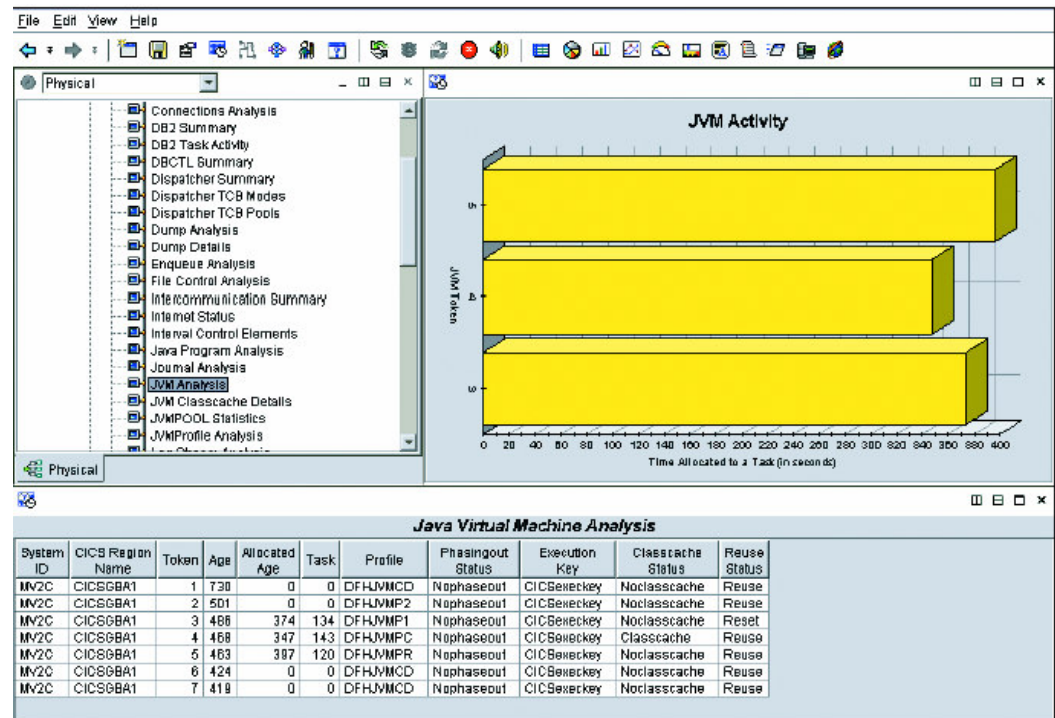 File Edit View Help
Physical
Connections Analysis
DB2 Summary
DB2 Task Activity
DBCTL Summary
Dispatcher Summary
Dispatcher TCB Modes
Dispatcher TCB Pools
Dump Analysis
Dump Details
Enqueue Analysis
File Control Analysis
Intercommunication Summary
Internet Status
Interval Control Elements
Java Program Analysis
Journal Analysis
JVM Analysis
JVM Classcache Details
JVMPOOL Statistics
JVMProfile Analysis
Physical
JVM Activity
JVM Token
5
4
3
0 20 40 60 80 100 120 140 160 180 200 220 240 260 280 300 320 340 360 380 400
Time Allocated to a Task (in seconds)
Java Virtual Machine Analysis
System ID CICS Region Name Token Age Allocated Age Task Profile Phasingout Status Execution Key Classcache Status Reuse Status
MV2C CICSGBA1 1 730 0 0 DFHJVMCD Nophaseout CICSexeckey Noclasscache Reuse
MV2C CICSGBA1 2 501 0 0 DFHJVMP2 Nophaseout CICSexeckey Noclasscache Reuse
MV2C CICSGBA1 3 486 374 134 DFHJVMP1 Nophaseout CICSexeckey Noclasscache Reset
MV2C CICSGBA1 4 468 347 143 DFHJVMPC Nophaseout CICSexeckey Classcache Reuse
MV2C CICSGBA1 5 463 397 120 DFHJVMPR Nophaseout CICSexeckey Noclasscache Reuse
MV2C CICSGBA1 6 424 0 0 DFHJVMCD Nophaseout CICSexeckey Noclasscache Reuse
MV2C CICSGBA1 7 419 0 0 DFHJVMCD Nophaseout CICSexeckey Noclasscache Reuse